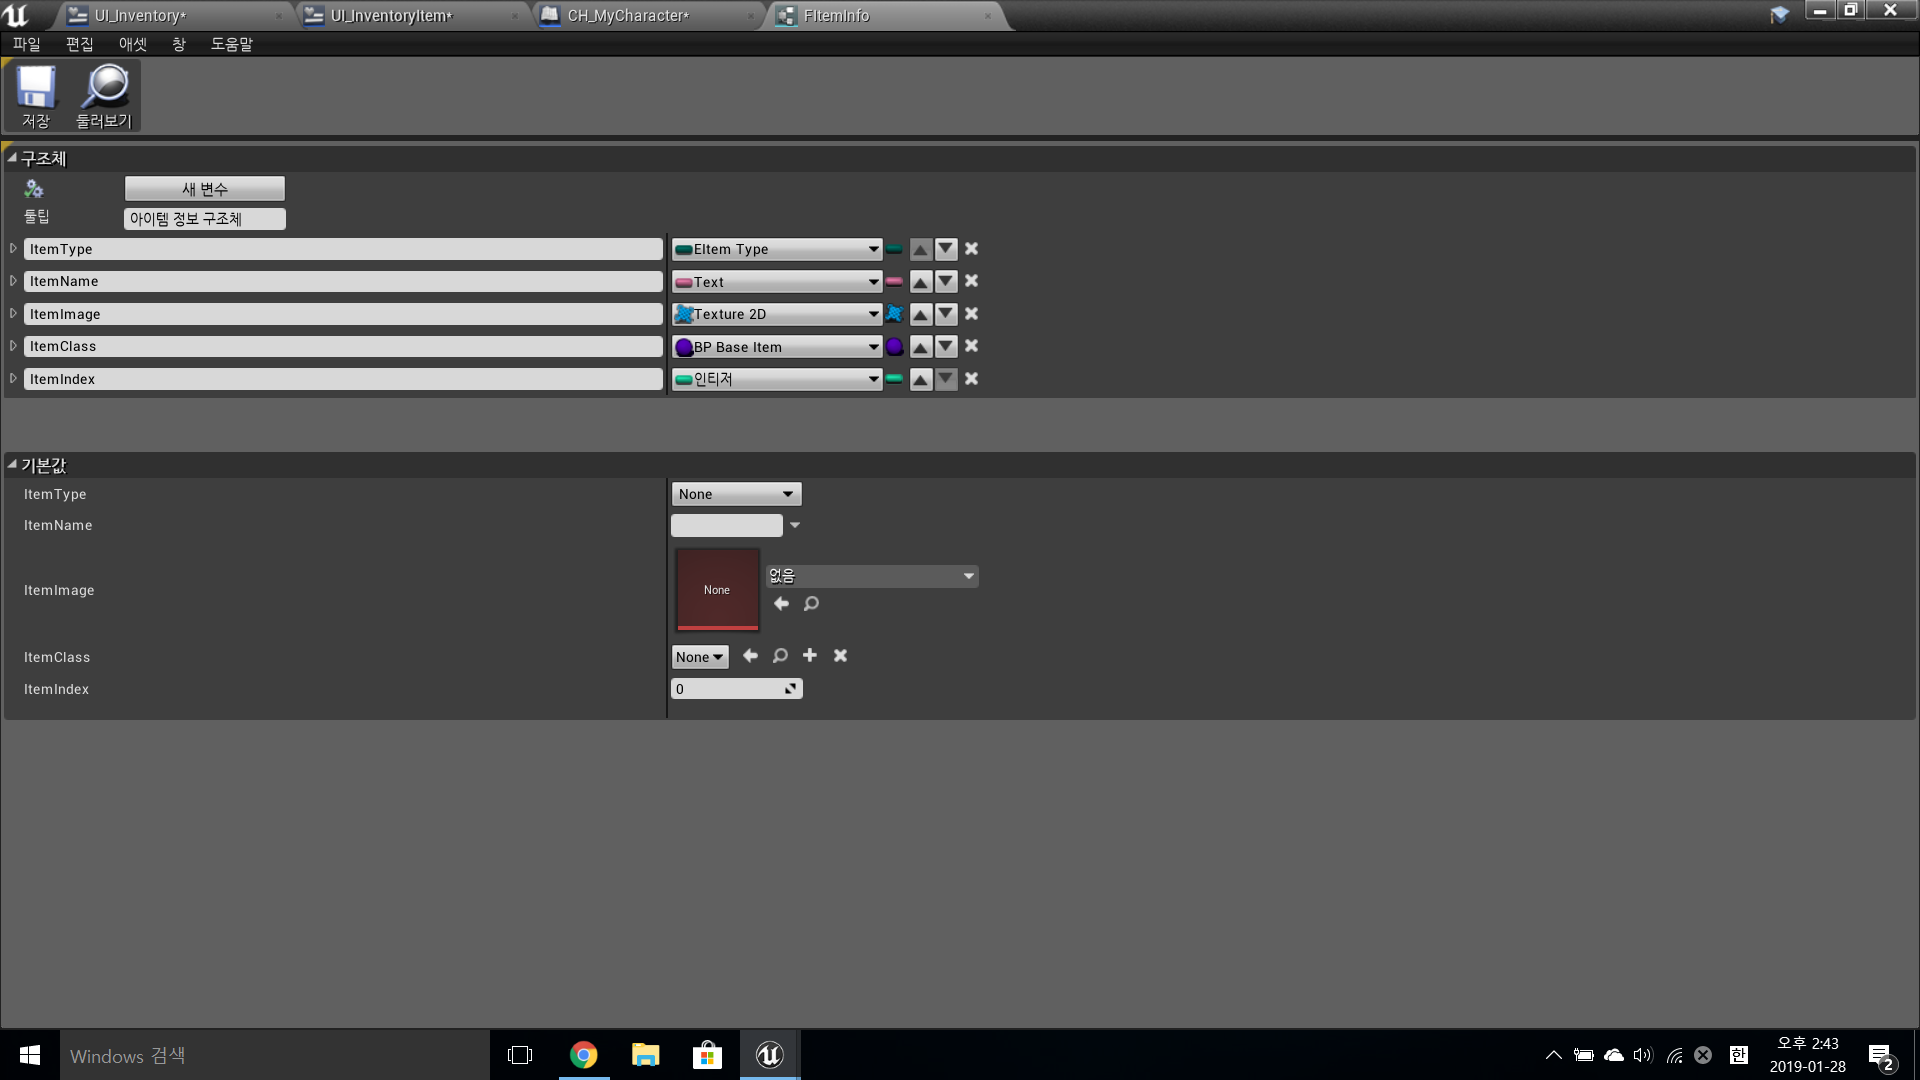 UI_Inventory*
UI_InventoryItem*
CH_MyCharacter*
FItemInfo
파일 편집 애셋 창 도움말
저장 둘러보기
구조체
새 변수
툴팁 아이템 정보 구조체
ItemType EItem Type
ItemName Text
ItemImage Texture 2D
ItemClass BP Base Item
ItemIndex 인티저
기본값
ItemType None
ItemName
ItemImage None 없음
ItemClass None
ItemIndex 0
Windows 검색
한
오후 2:43
2019-01-28
2